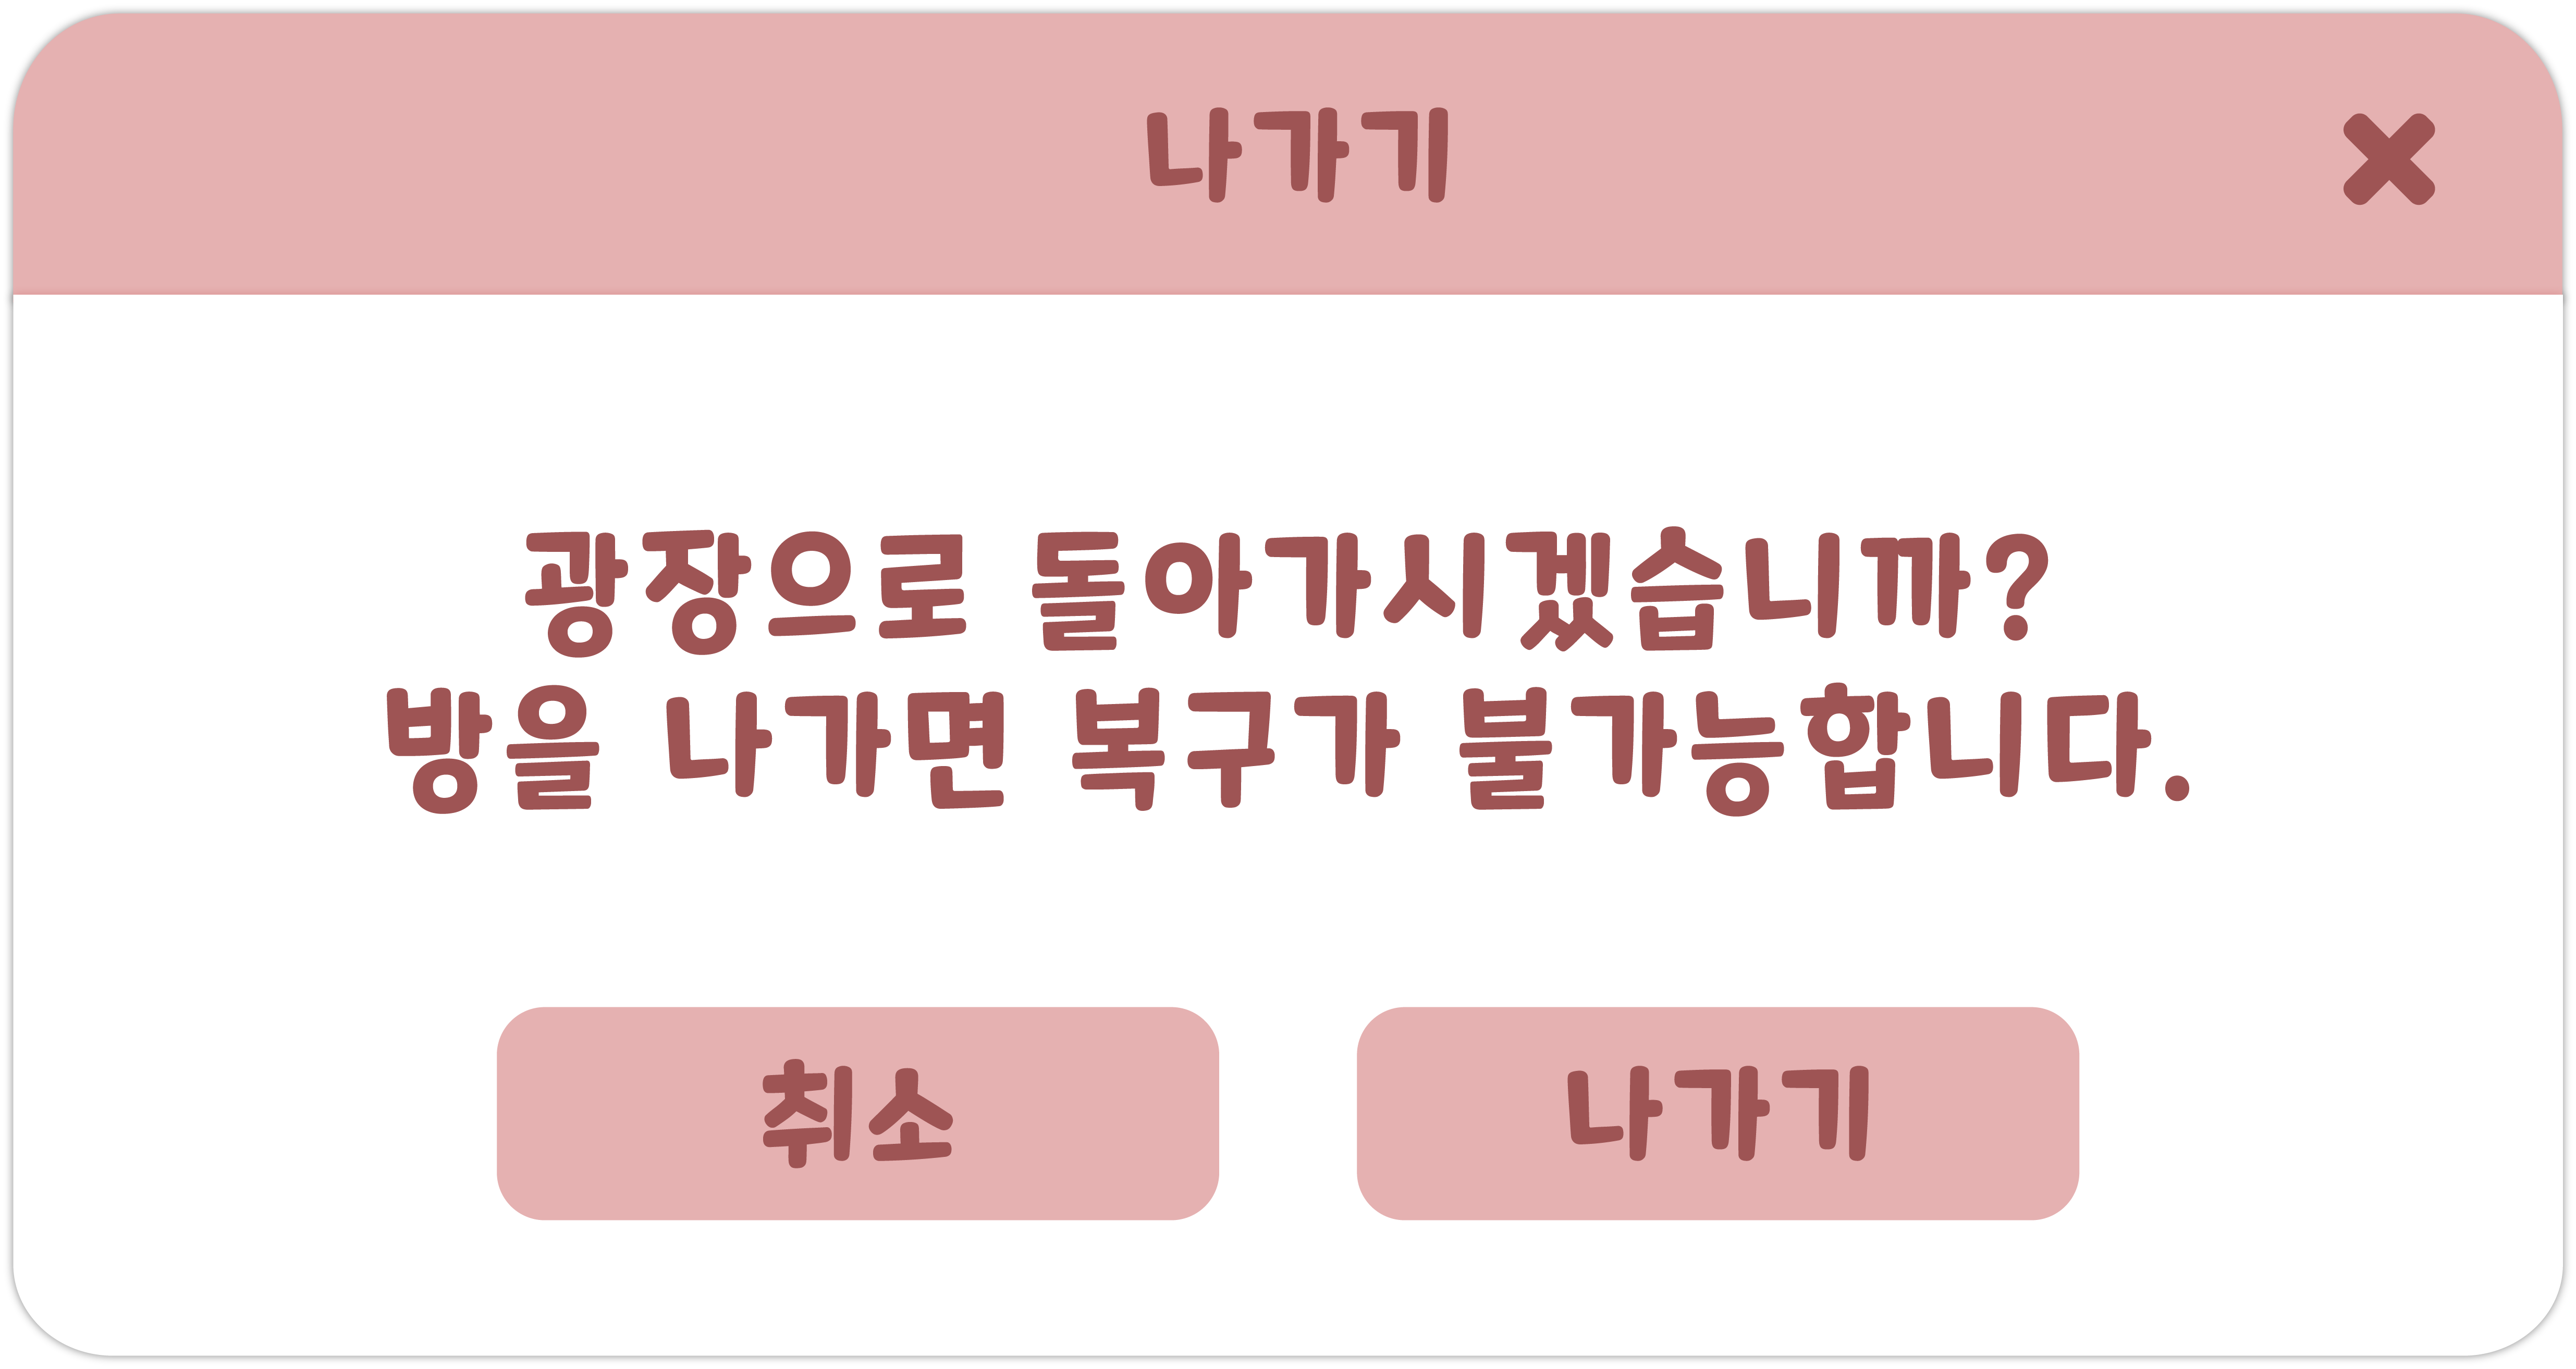 나가기
광장으로 돌아가시겠습니까?
방을 나가면 복구가 불가능합니다.
취소
나가기